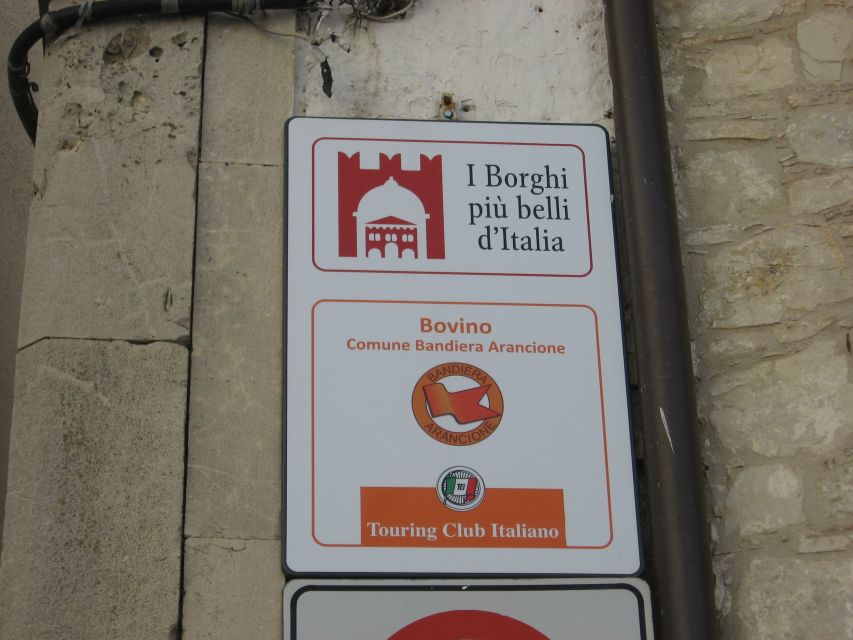 I Borghi
più belli
d'Italia
Bovino
Comune Bandiera Arancione
BANDIERA
ARANCIONE
Touring Club Italiano